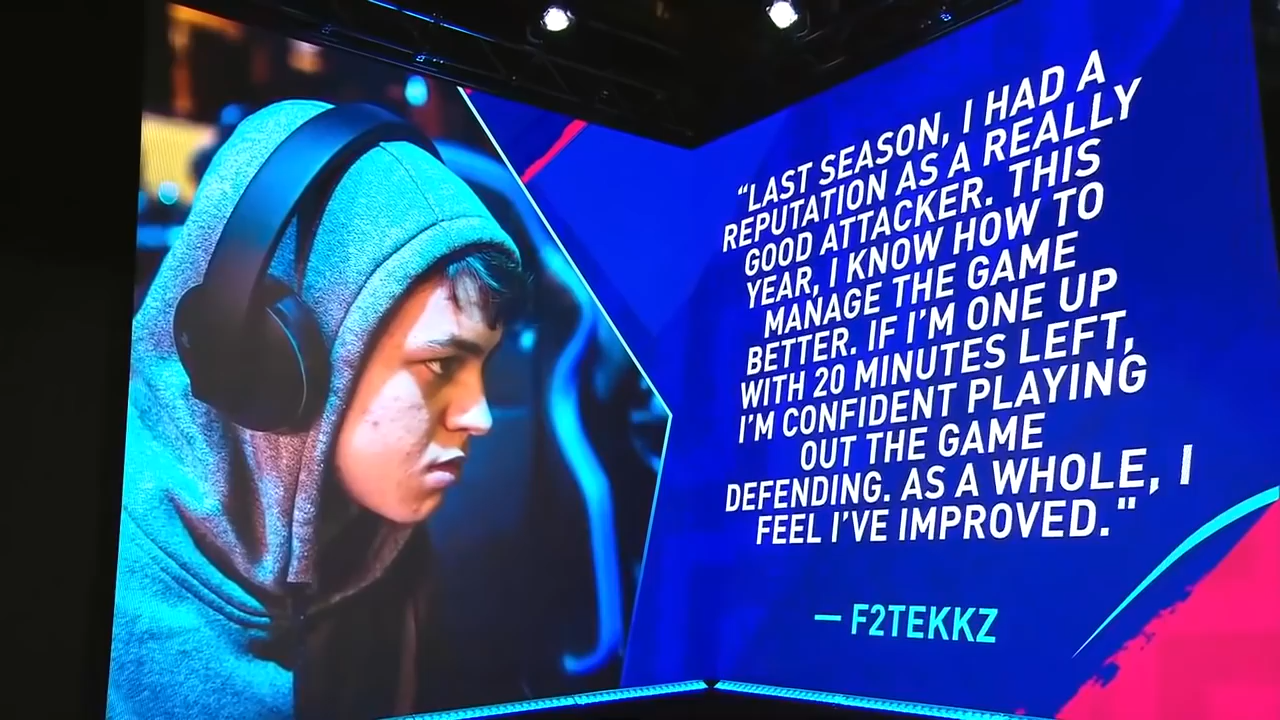 “LAST SEASON, I HAD A
REPUTATION AS A REALLY
GOOD ATTACKER. THIS
YEAR, I KNOW HOW TO
MANAGE THE GAME
BETTER. IF I'M ONE UP
WITH 20 MINUTES LEFT,
I'M CONFIDENT PLAYING
OUT THE GAME
DEFENDING. AS A WHOLE, I
FEEL I'VE IMPROVED."
— F2TEKKZ